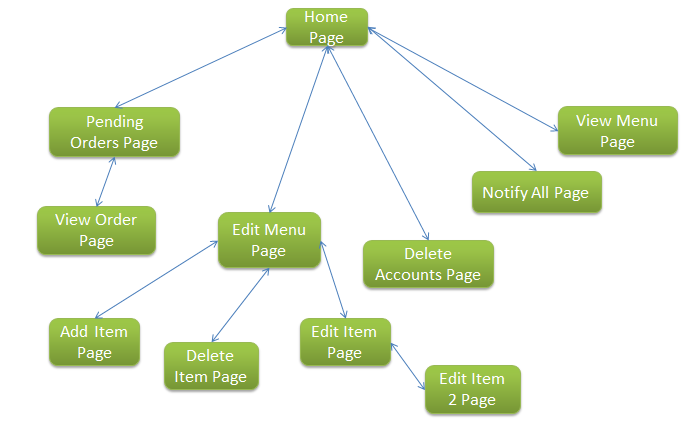 Home
Page
Pending
Orders Page
View Menu
Page
Notify All Page
View Order
Page
Edit Menu
Page
Delete
Accounts Page
Add Item
Page
Delete
Item Page
Edit Item
Page
Edit Item
2 Page